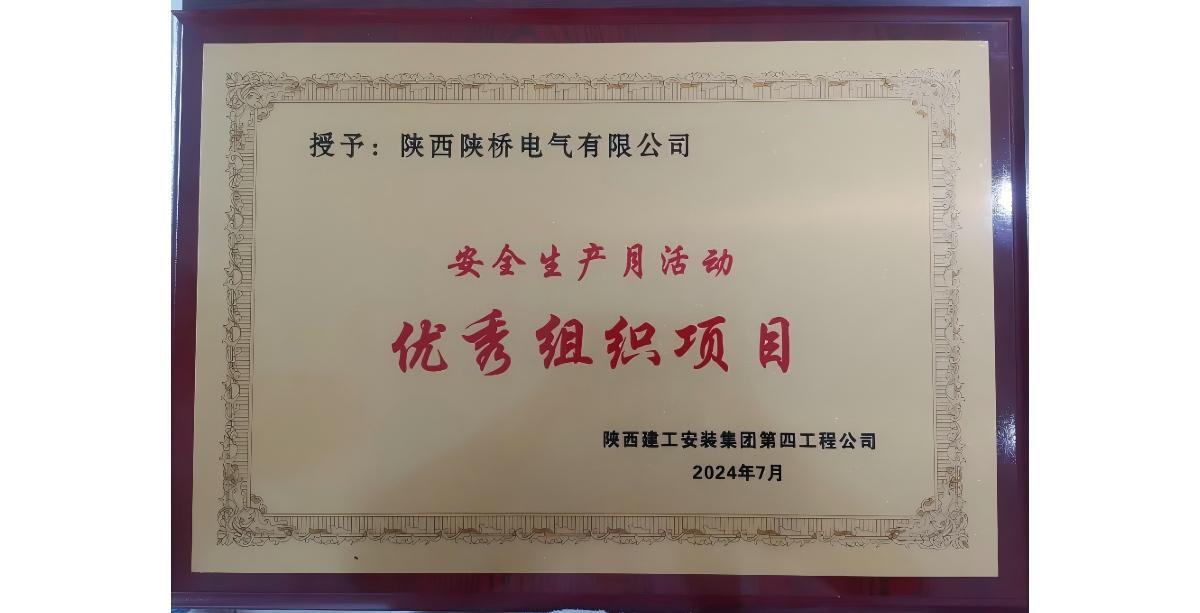 授予：陕西陕桥电气有限公司
安全生产月活动
优秀组织项目
陕西建工安装集团第四工程公司
2024年7月